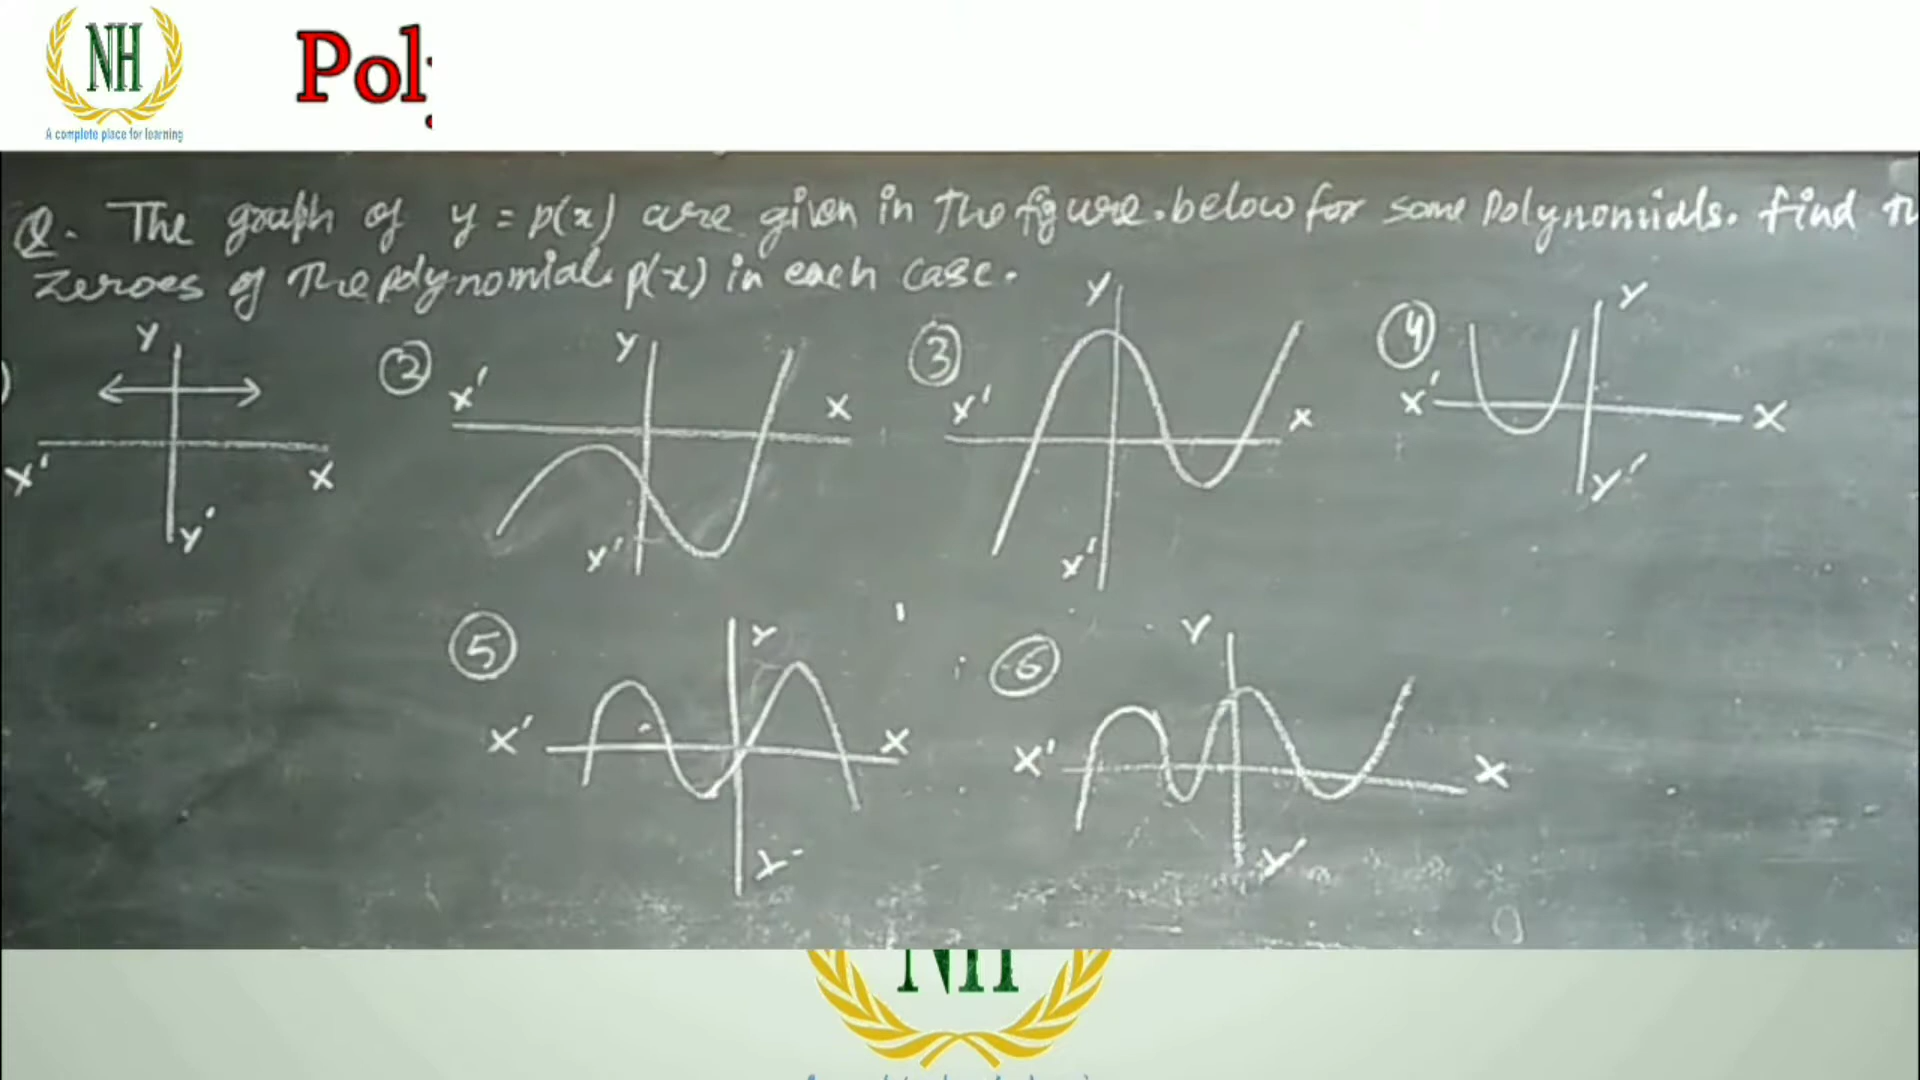 NH
A complete place for learning
Pol
Q. The graph of y = p(x) are given in the figure. below for some Polynomials. find
Zeroes of the polynomial p(x) in each case.
Y
X' X
Y'
2
Y
X' X
Y'
3
Y
X' X
Y'
4
Y
X' X
Y'
5
Y
X' X
Y'
6
Y
X' X
Y'
NH